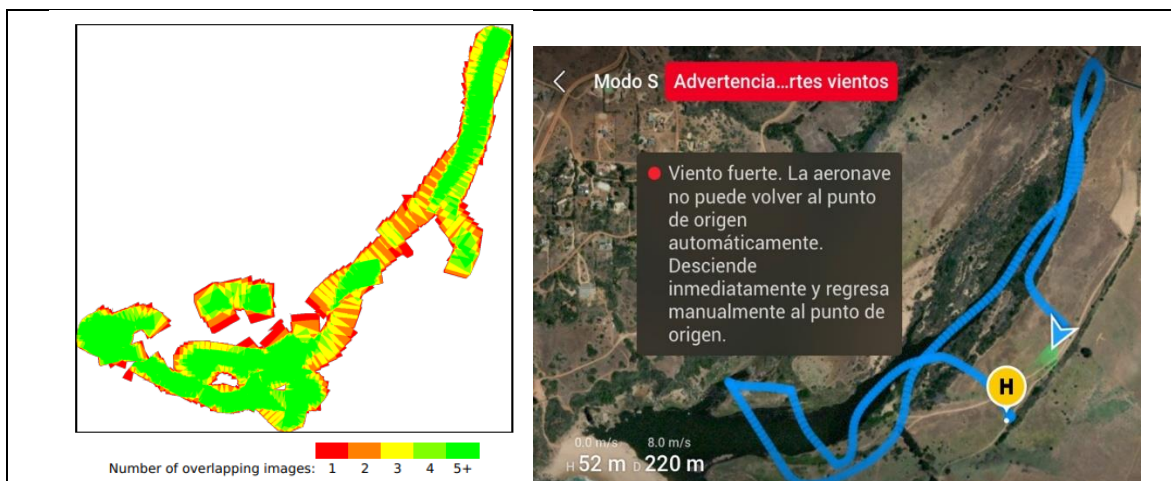 Number of overlapping images: 1 2 3 4 5+
Modo S Advertencia...rtes vientos
Viento fuerte. La aeronave
no puede volver al punto
de origen
automáticamente.
Desciende
inmediatamente y regresa
manualmente al punto de
origen.
H
0.0 m/s 8.0 m/s
H 52 m D 220 m